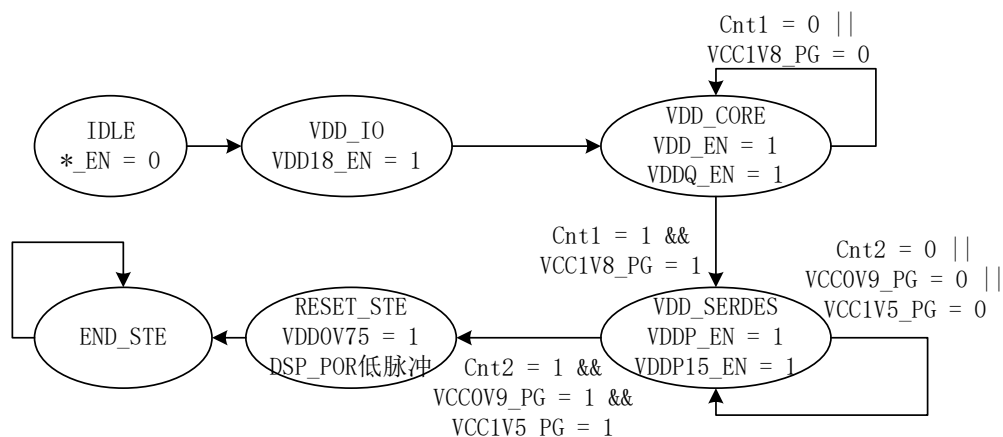 Cnt1 = 0 ||
VCC1V8_PG = 0
IDLE
*_EN = 0
VDD_IO
VDD18_EN = 1
VDD_CORE
VDD_EN = 1
VDDQ_EN = 1
Cnt1 = 1 &&
VCC1V8_PG = 1
Cnt2 = 0 ||
VCC0V9_PG = 0 ||
VCC1V5_PG = 0
END_STE
RESET_STE
VDD0V75 = 1
DSP_POR低脉冲
VDD_SERDES
VDDP_EN = 1
VDDP15_EN = 1
Cnt2 = 1 &&
VCC0V9_PG = 1 &&
VCC1V5_PG = 1